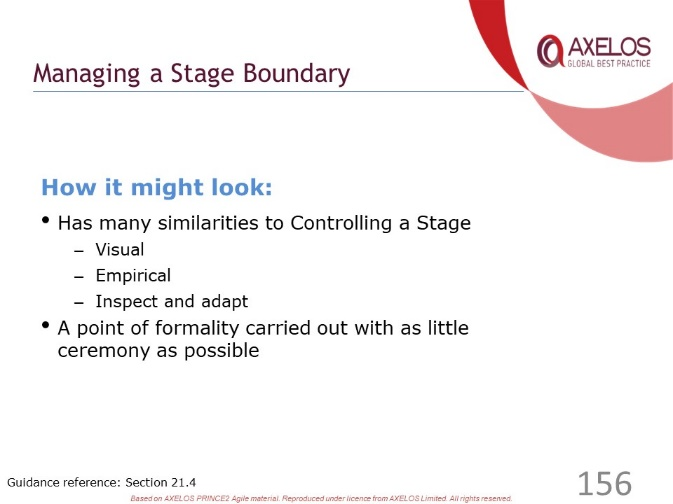 AXELOS
GLOBAL BEST PRACTICE
Managing a Stage Boundary
How it might look:
• Has many similarities to Controlling a Stage
– Visual
– Empirical
– Inspect and adapt
• A point of formality carried out with as little
ceremony as possible
Guidance reference: Section 21.4
Based on AXELOS PRINCE2 Agile material. Reproduced under licence from AXELOS Limited. All rights reserved.
156